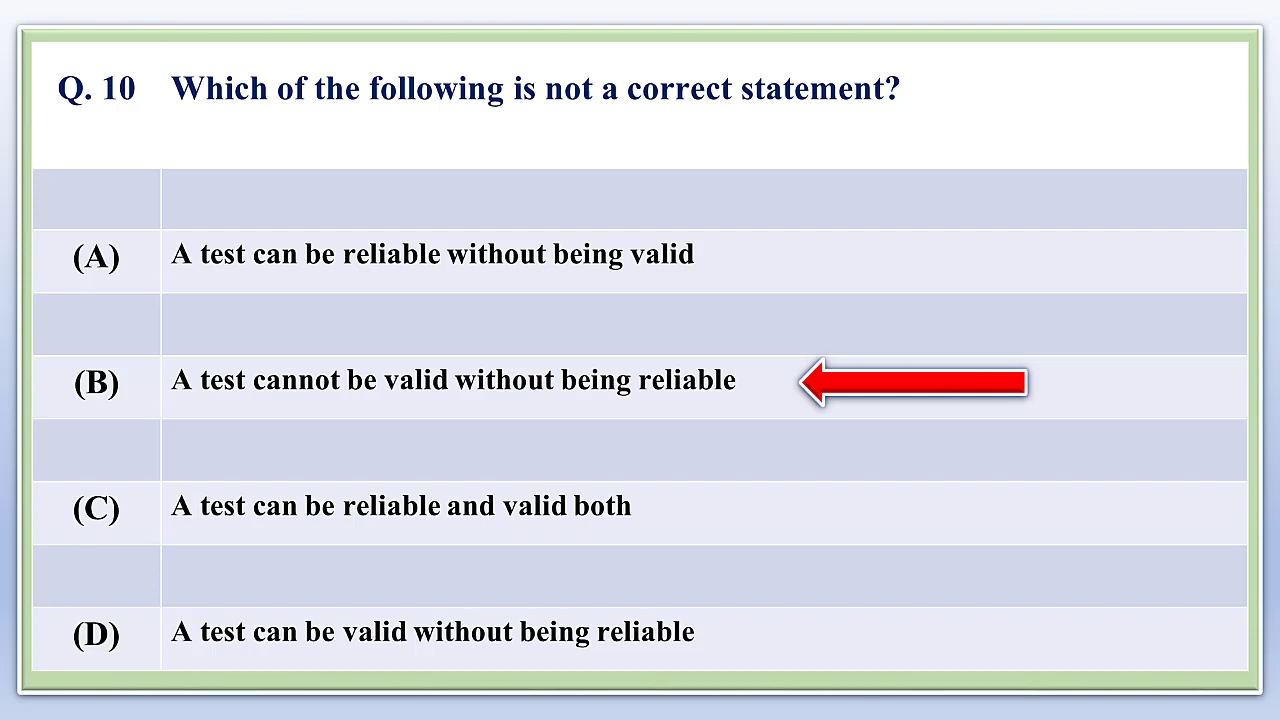 Q. 10 Which of the following is not a correct statement?
(A) A test can be reliable without being valid
(B) A test cannot be valid without being reliable
(C) A test can be reliable and valid both
(D) A test can be valid without being reliable